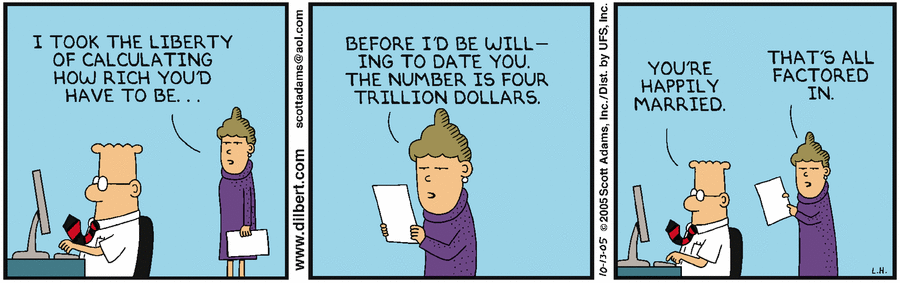 I TOOK THE LIBERTY
OF CALCULATING
HOW RICH YOU'D
HAVE TO BE...
www.dilbert.com
scottadams@aol.com
BEFORE I'D BE WILL-
ING TO DATE YOU.
THE NUMBER IS FOUR
TRILLION DOLLARS.
10-13-05 ©2005 Scott Adams, Inc./Dist. by UFS, Inc.
YOU'RE
HAPPILY
MARRIED.
THAT'S ALL
FACTORED
IN.
L.H.